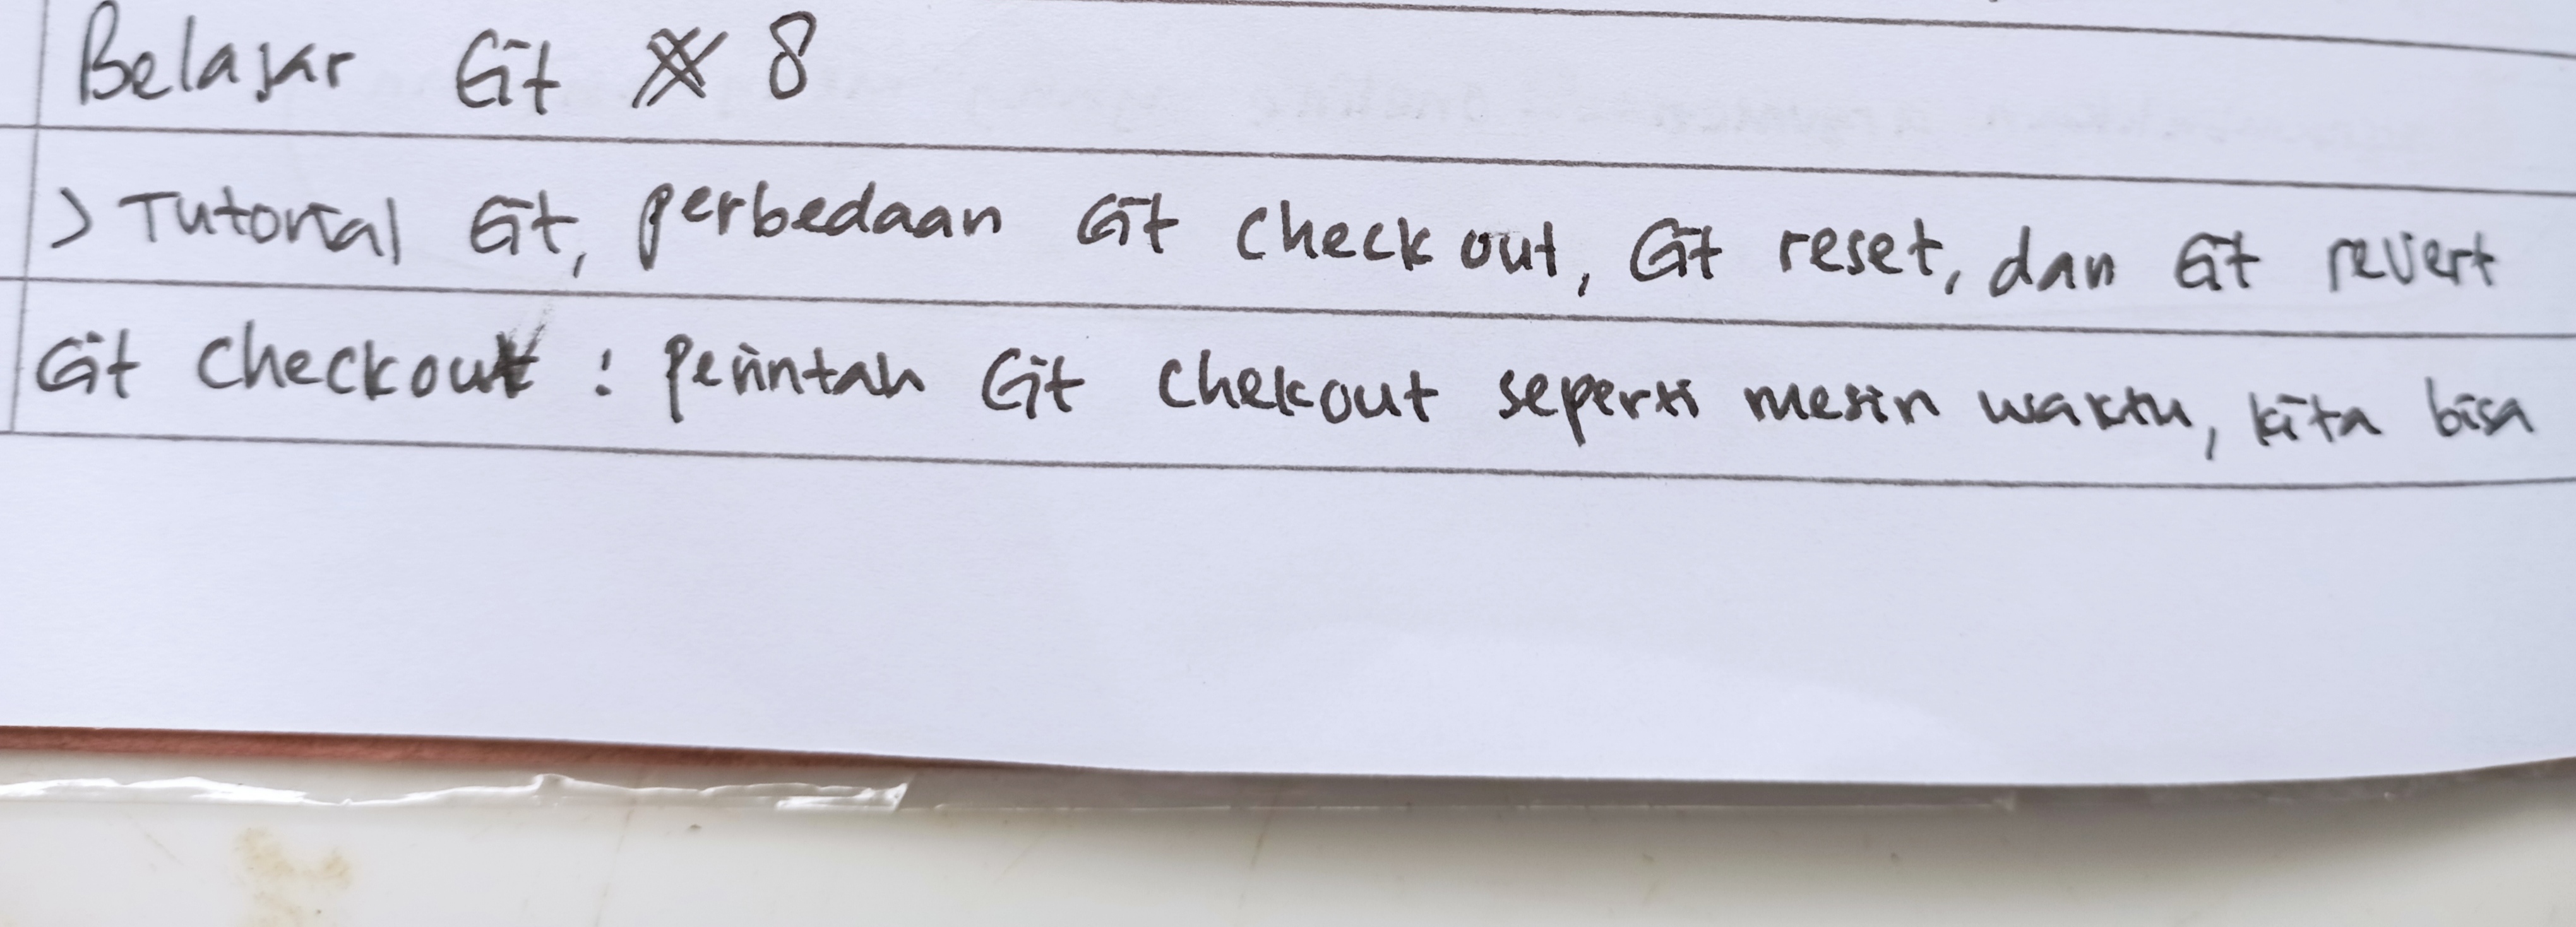 Belajar Git # 8
> Tutorial Git, perbedaan Git checkout, Git reset, dan Git revert
Git checkout : perintah Git chekout seperti mesin waktu, kita bisa